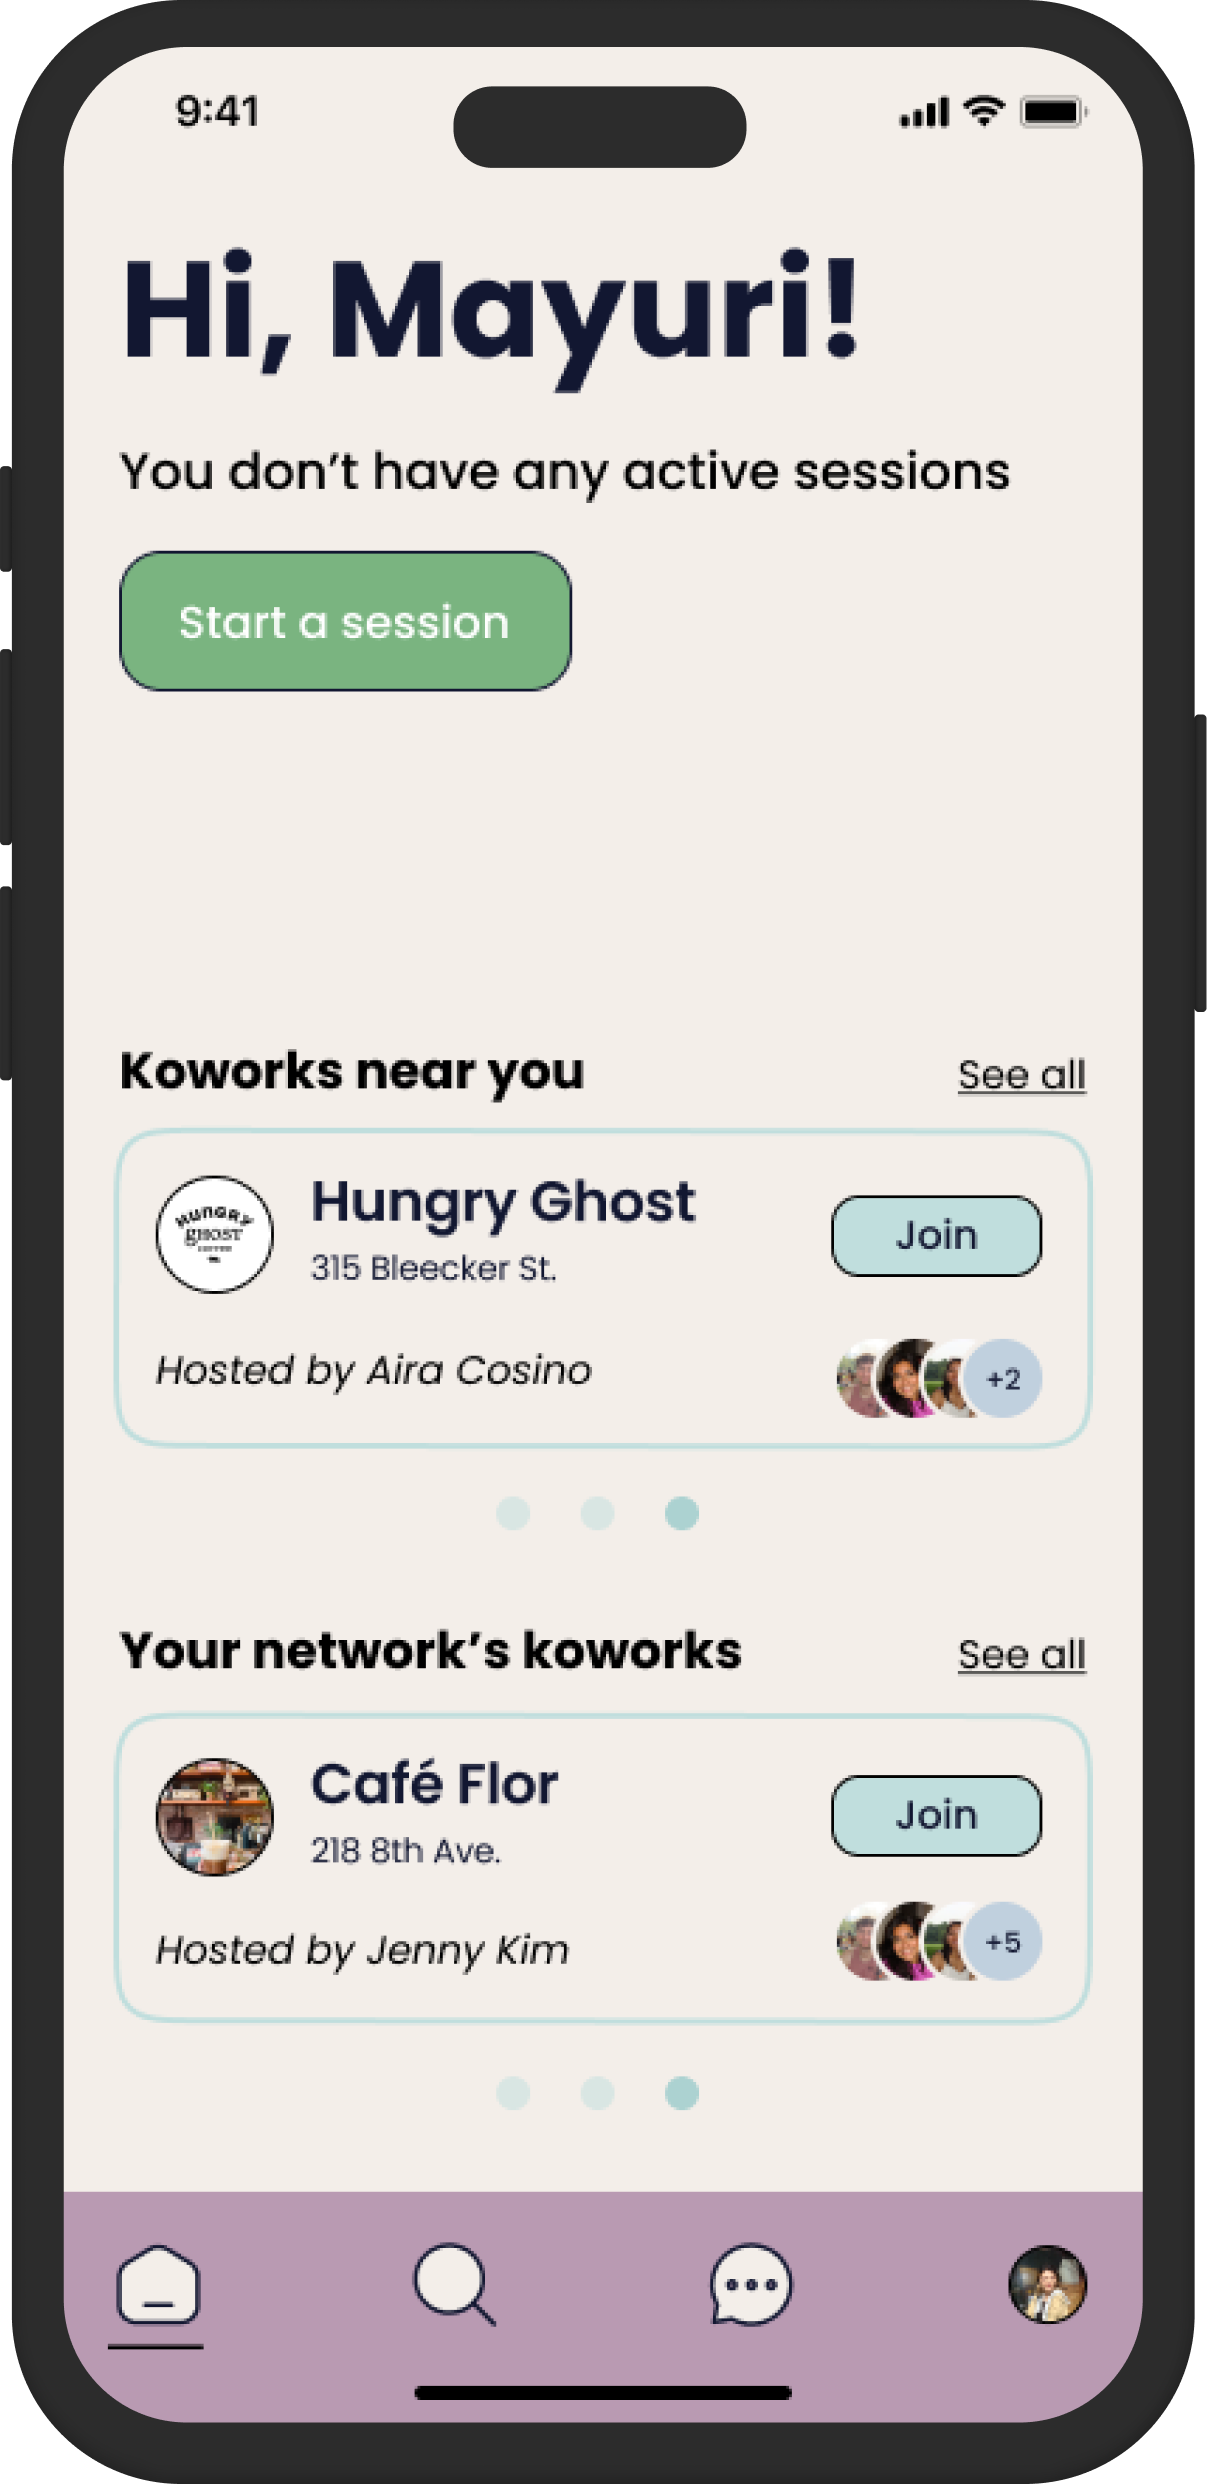 9:41
Hi, Mayuri!
You don’t have any active sessions
Start a session
Koworks near you
See all
HUNGRY
GHOST
Hungry Ghost
315 Bleecker St.
Join
Hosted by Aira Cosino
+2
Your network’s koworks
See all
Café Flor
218 8th Ave.
Join
Hosted by Jenny Kim
+5